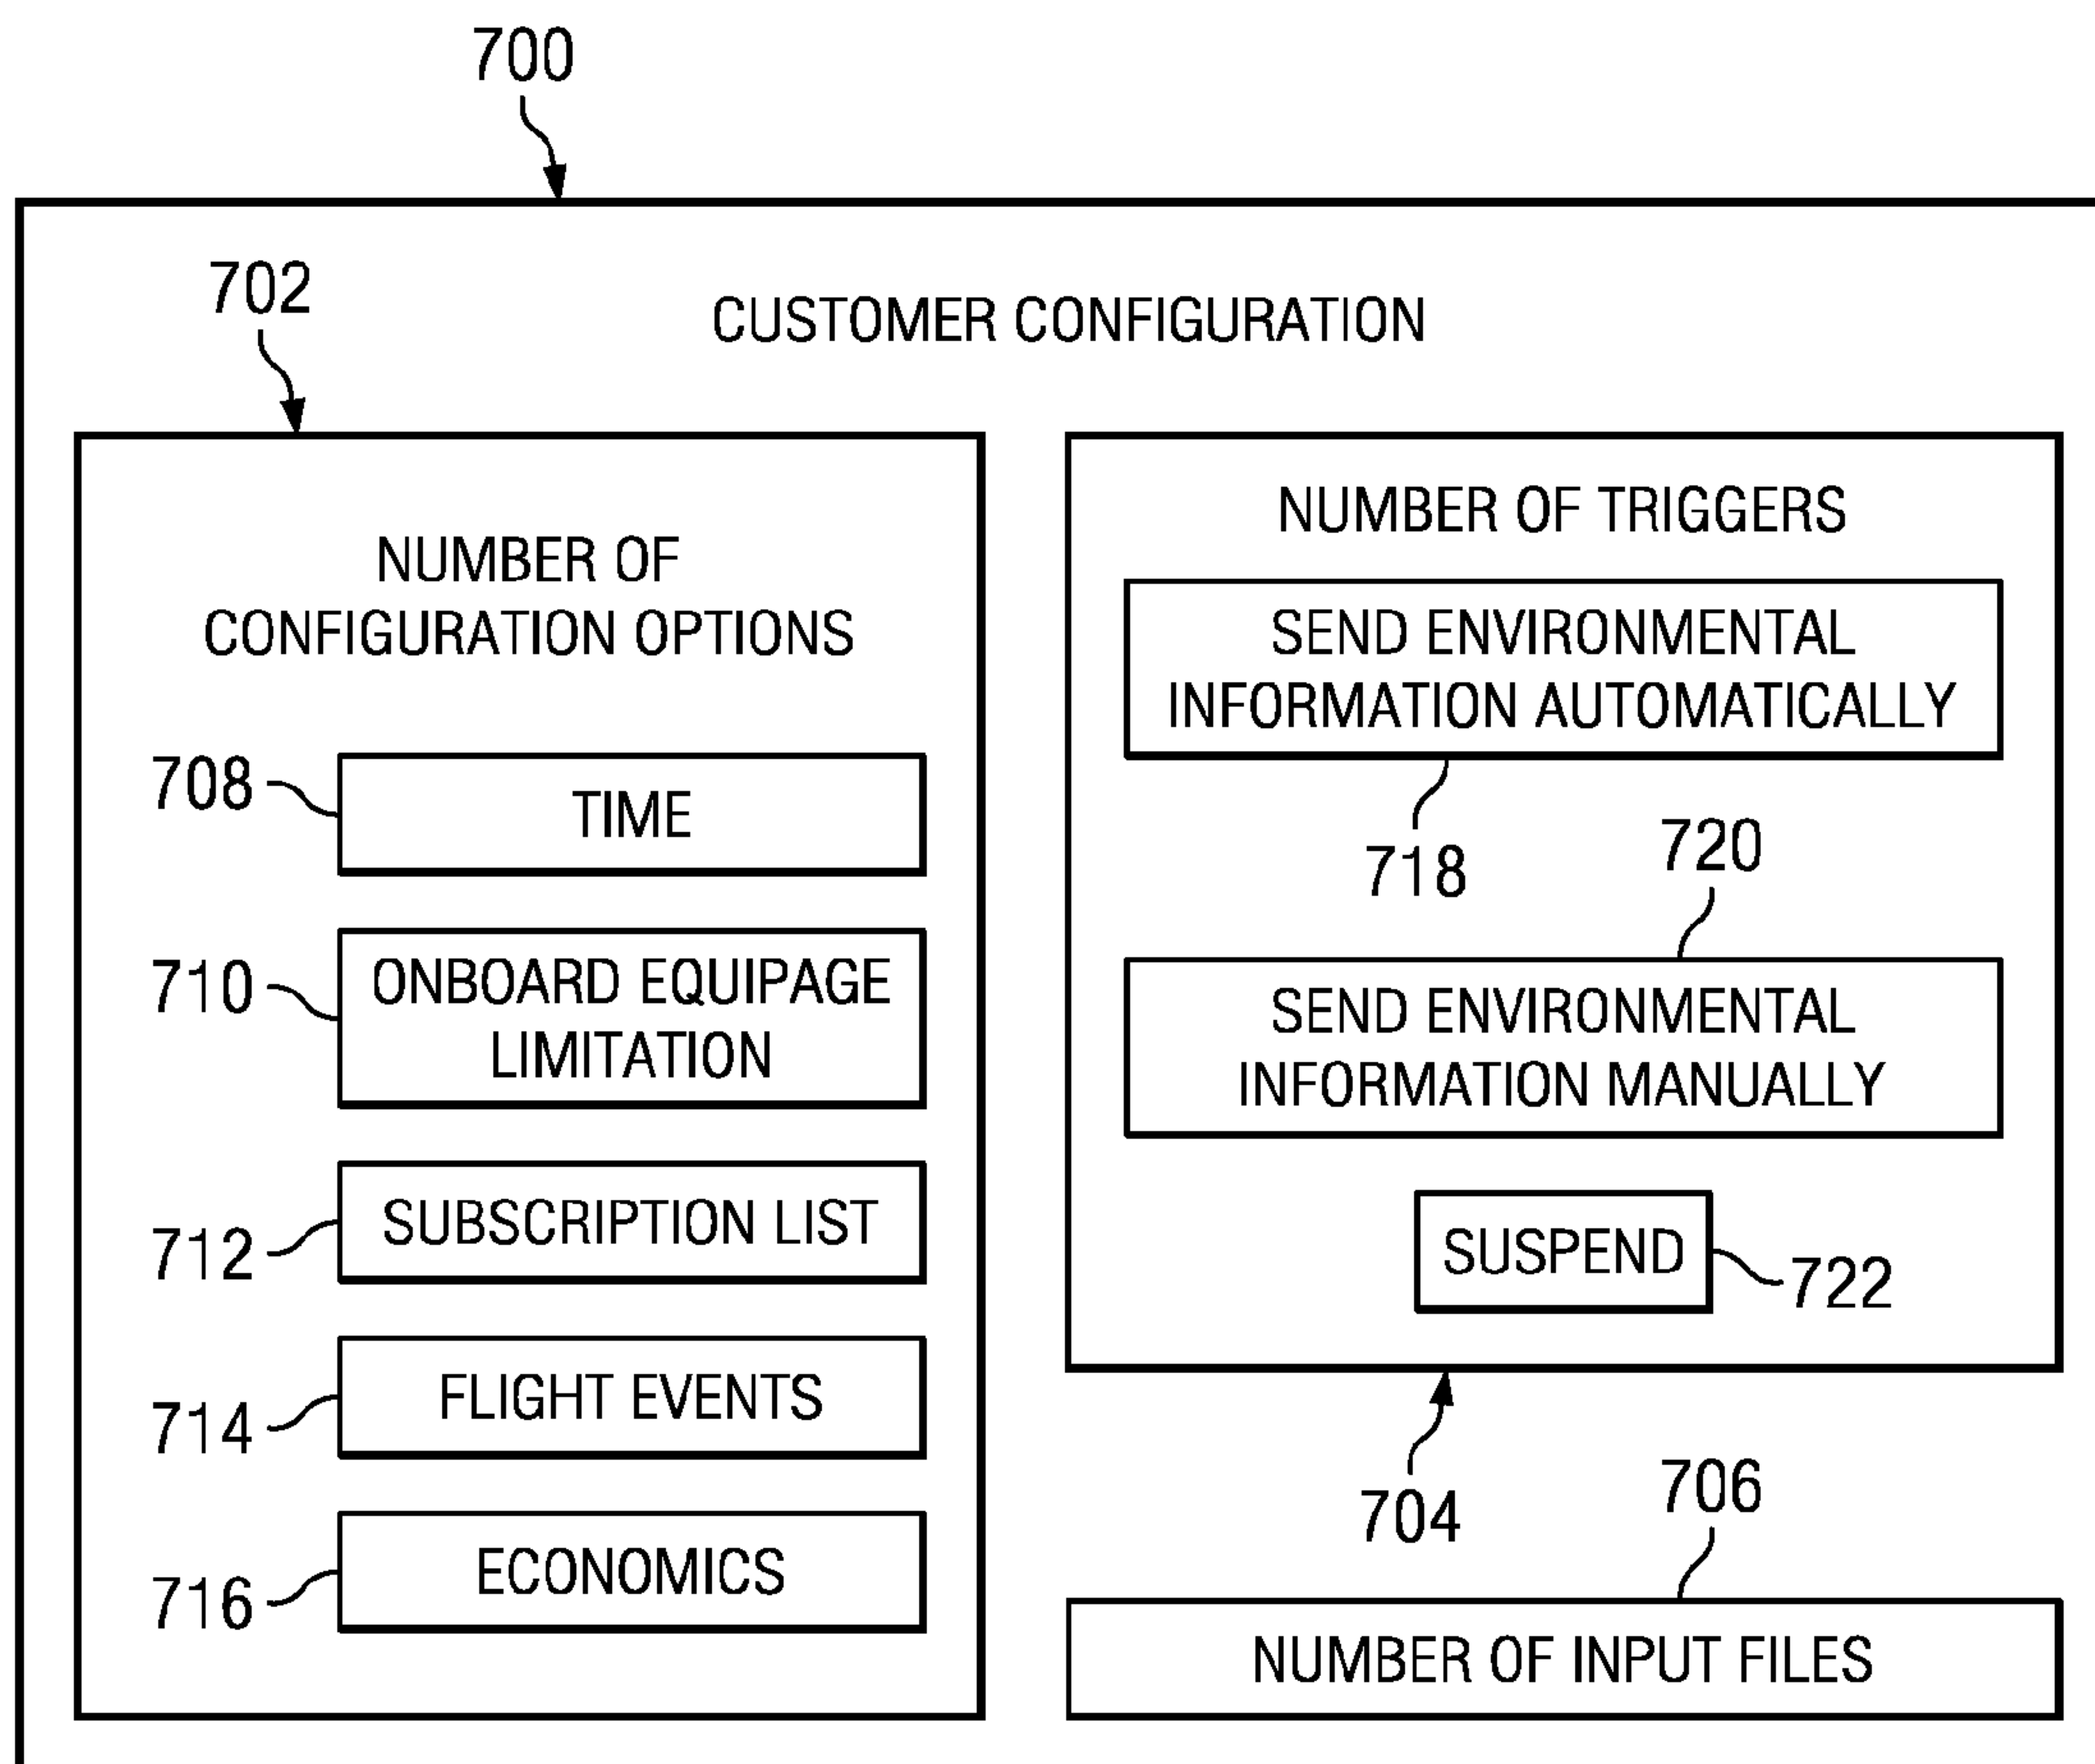 700
702
CUSTOMER CONFIGURATION
NUMBER OF
CONFIGURATION OPTIONS
708
TIME
710
ONBOARD EQUIPAGE
LIMITATION
712
SUBSCRIPTION LIST
714
FLIGHT EVENTS
716
ECONOMICS
NUMBER OF TRIGGERS
SEND ENVIRONMENTAL
INFORMATION AUTOMATICALLY
718
720
SEND ENVIRONMENTAL
INFORMATION MANUALLY
SUSPEND
722
704
706
NUMBER OF INPUT FILES